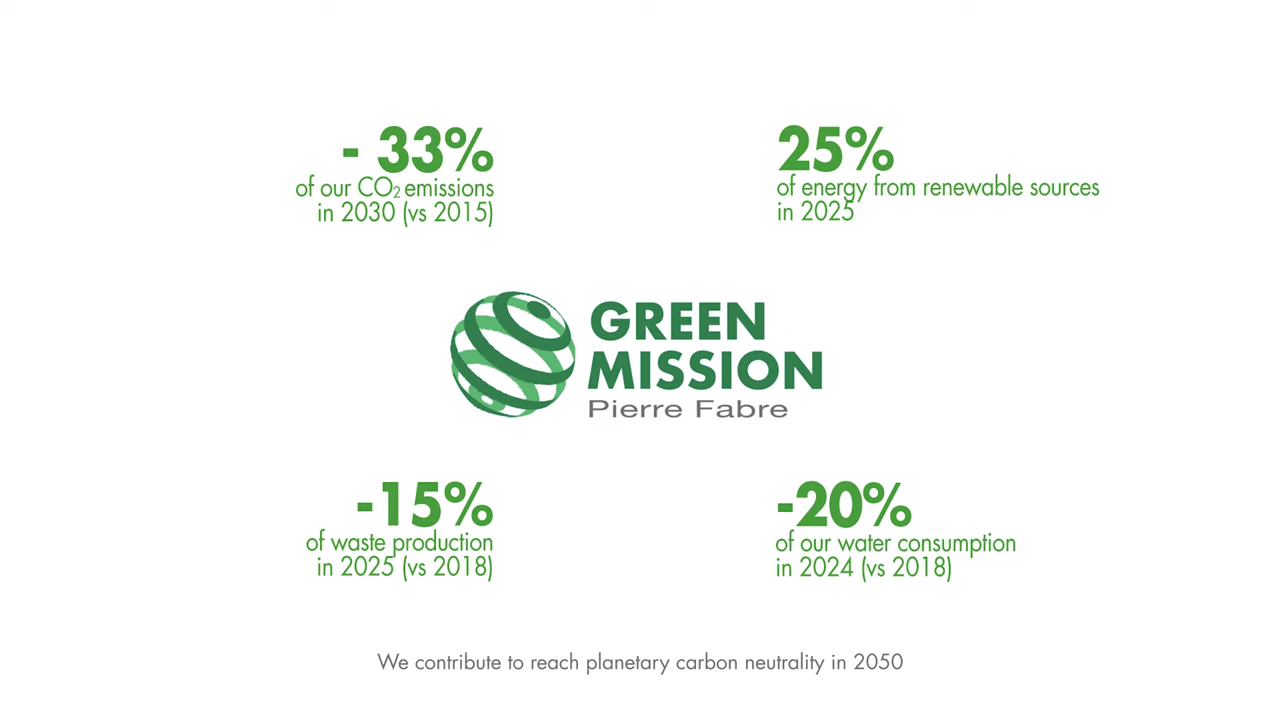 - 33%
of our CO₂ emissions
in 2030 (vs 2015)
25%
of energy from renewable sources
in 2025
GREEN
MISSION
Pierre Fabre
-15%
of waste production
in 2025 (vs 2018)
-20%
of our water consumption
in 2024 (vs 2018)
We contribute to reach planetary carbon neutrality in 2050